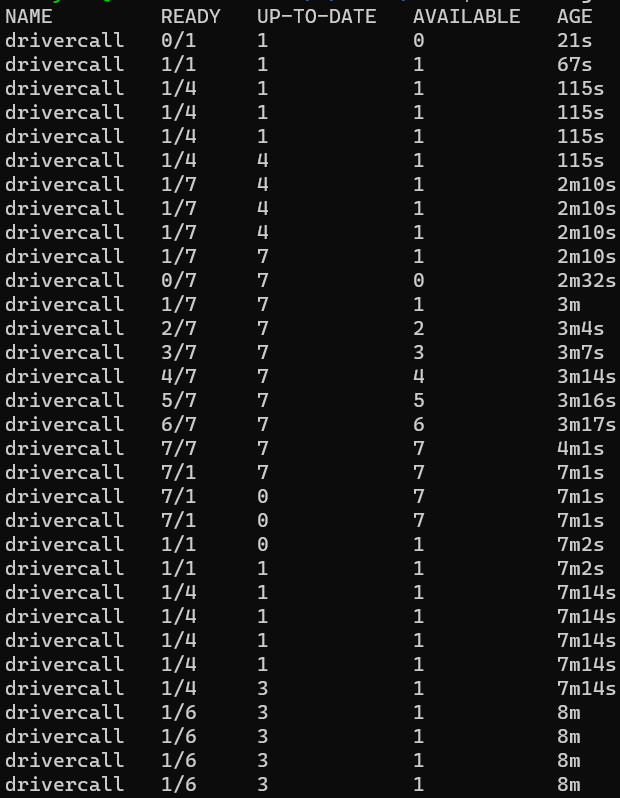 NAME READY UP-TO-DATE AVAILABLE AGE
drivercall 0/1 1 0 21s
drivercall 1/1 1 1 67s
drivercall 1/4 1 1 115s
drivercall 1/4 1 1 115s
drivercall 1/4 1 1 115s
drivercall 1/4 4 1 115s
drivercall 1/7 4 1 2m10s
drivercall 1/7 4 1 2m10s
drivercall 1/7 4 1 2m10s
drivercall 1/7 7 1 2m10s
drivercall 0/7 7 0 2m32s
drivercall 1/7 7 1 3m
drivercall 2/7 7 2 3m4s
drivercall 3/7 7 3 3m7s
drivercall 4/7 7 4 3m14s
drivercall 5/7 7 5 3m16s
drivercall 6/7 7 6 3m17s
drivercall 7/7 7 7 4m1s
drivercall 7/1 7 7 7m1s
drivercall 7/1 0 7 7m1s
drivercall 7/1 0 7 7m1s
drivercall 1/1 0 1 7m2s
drivercall 1/1 1 1 7m2s
drivercall 1/4 1 1 7m14s
drivercall 1/4 1 1 7m14s
drivercall 1/4 1 1 7m14s
drivercall 1/4 1 1 7m14s
drivercall 1/4 3 1 7m14s
drivercall 1/6 3 1 8m
drivercall 1/6 3 1 8m
drivercall 1/6 3 1 8m
drivercall 1/6 3 1 8m